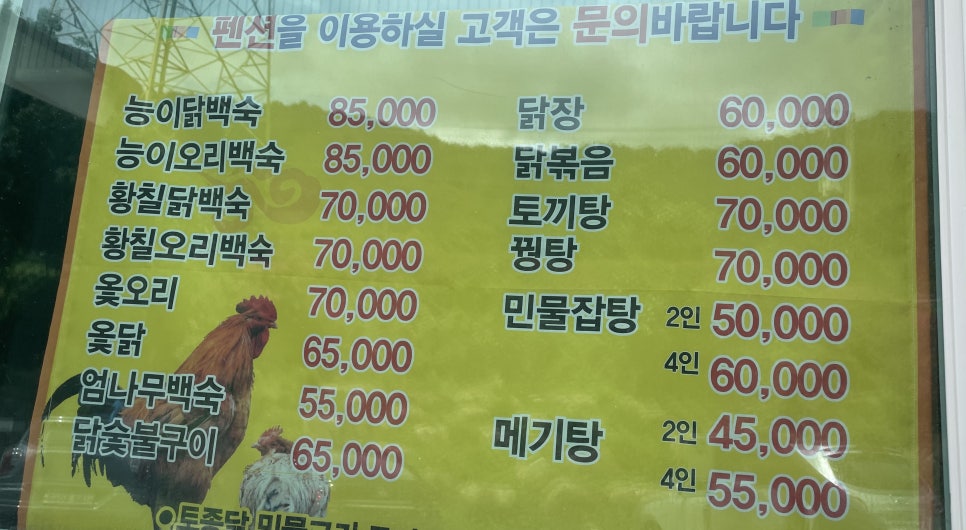 펜션을 이용하실 고객은 문의바랍니다
능이닭백숙 85,000
능이오리백숙 85,000
황칠닭백숙 70,000
황칠오리백숙 70,000
옻오리 70,000
옻닭 65,000
엄나무백숙 55,000
닭숯불구이 65,000
닭장 60,000
닭볶음 60,000
토끼탕 70,000
꿩탕 70,000
민물잡탕 2인 50,000
4인 60,000
메기탕 2인 45,000
4인 55,000